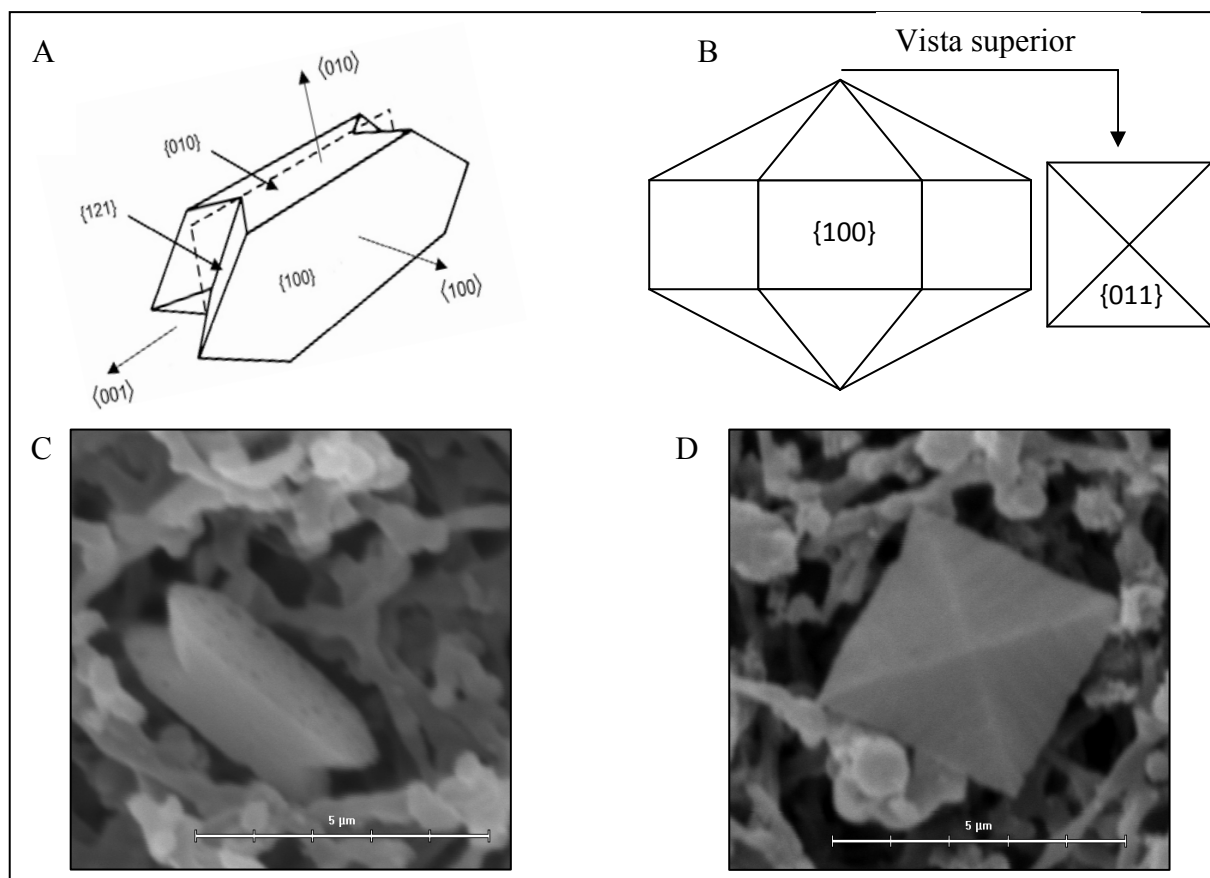 A
⟨010⟩
{010}
{121}
{100}
⟨100⟩
⟨001⟩
B
Vista superior
{100}
{011}
C
5 µm
D
5 µm